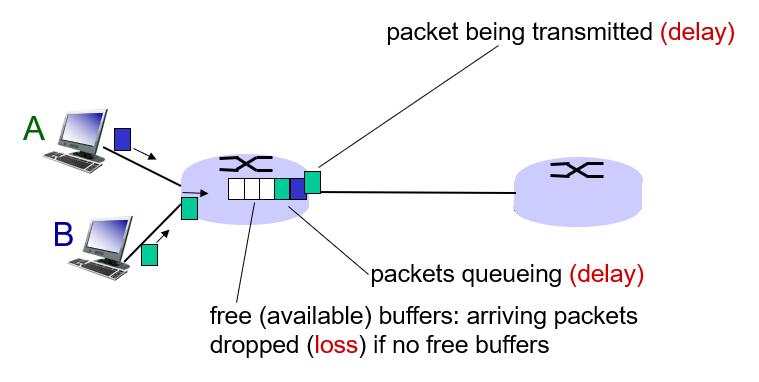 packet being transmitted (delay)
A
B
packets queueing (delay)
free (available) buffers: arriving packets
dropped (loss) if no free buffers